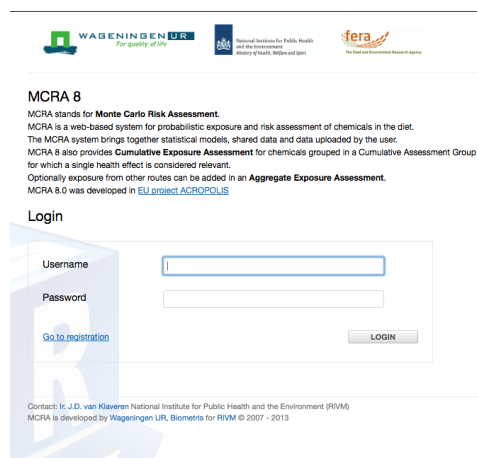 WAGENINGEN UR
For quality of life
National Institute for Public Health
and the Environment
Ministry of Health, Welfare and Sport
fera
The Food and Environment Research Agency
MCRA 8
MCRA stands for Monte Carlo Risk Assessment.
MCRA is a web-based system for probabilistic exposure and risk assessment of chemicals in the diet.
The MCRA system brings together statistical models, shared data and data uploaded by the user.
MCRA 8 also provides Cumulative Exposure Assessment for chemicals grouped in a Cumulative Assessment Group
for which a single health effect is considered relevant.
Optionally exposure from other routes can be added in an Aggregate Exposure Assessment.
MCRA 8.0 was developed in EU project ACROPOLIS
Login
Username
Password
Go to registration
LOGIN
Contact: Ir. J.D. van Klaveren National Institute for Public Health and the Environment (RIVM)
MCRA is developed by Wageningen UR, Biometris for RIVM © 2007 - 2013